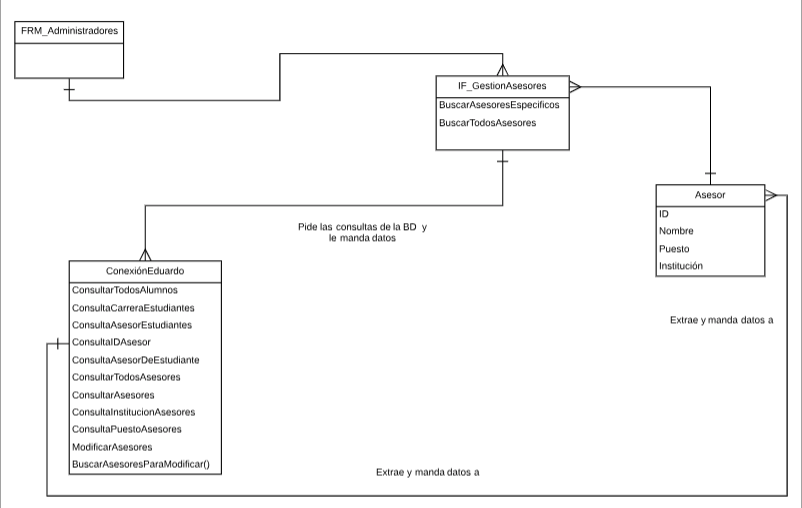 FRM_Administradores
IF_GestionAsesores
BuscarAsesoresEspecificos
BuscarTodosAsesores
Asesor
ID
Nombre
Puesto
Institución
Pide las consultas de la BD y
le manda datos
ConexiónEduardo
ConsultarTodosAlumnos
ConsultaCarreraEstudiantes
ConsultaAsesorEstudiantes
ConsultaIDAsesor
ConsultaAsesorDeEstudiante
ConsultarTodosAsesores
ConsultarAsesores
ConsultaInstitucionAsesores
ConsultaPuestoAsesores
ModificarAsesores
BuscarAsesoresParaModificar()
Extrae y manda datos a
Extrae y manda datos a